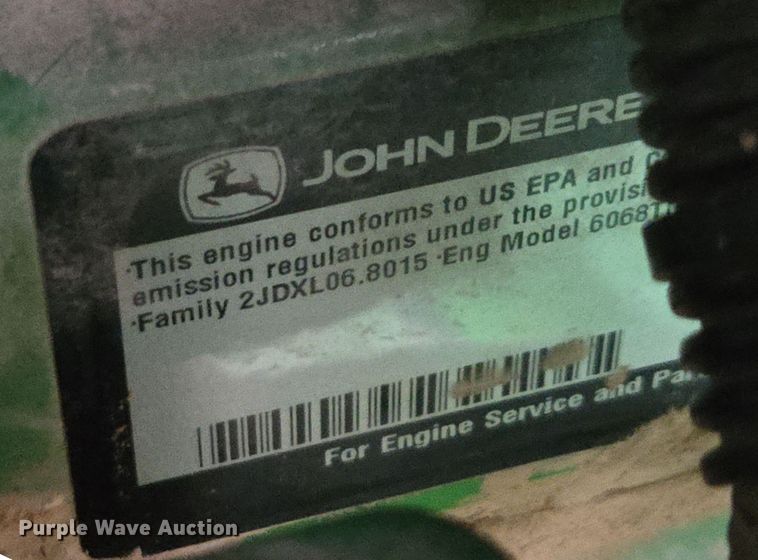 JOHN DEERE
·This engine conforms to US EPA and
emission regulations under the
·Family 2JDXL06.8015 ·Eng Model
For Engine Service and
Purple Wave Auction